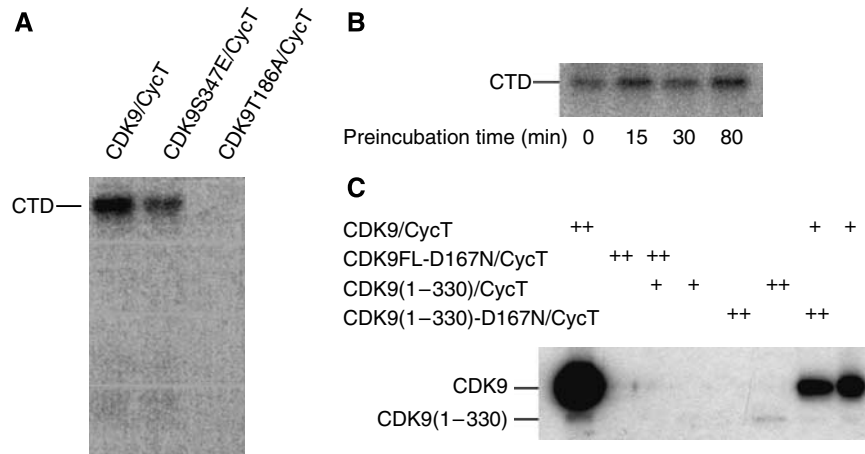 A
CDK9/CycT
CDK9S347E/CycT
CDK9T186A/CycT
CTD
B
CTD
Preincubation time (min) 0 15 30 80
C
CDK9/CycT ++ + +
CDK9FL-D167N/CycT ++ ++
CDK9(1–330)/CycT + + ++
CDK9(1–330)-D167N/CycT ++ ++
CDK9
CDK9(1–330)